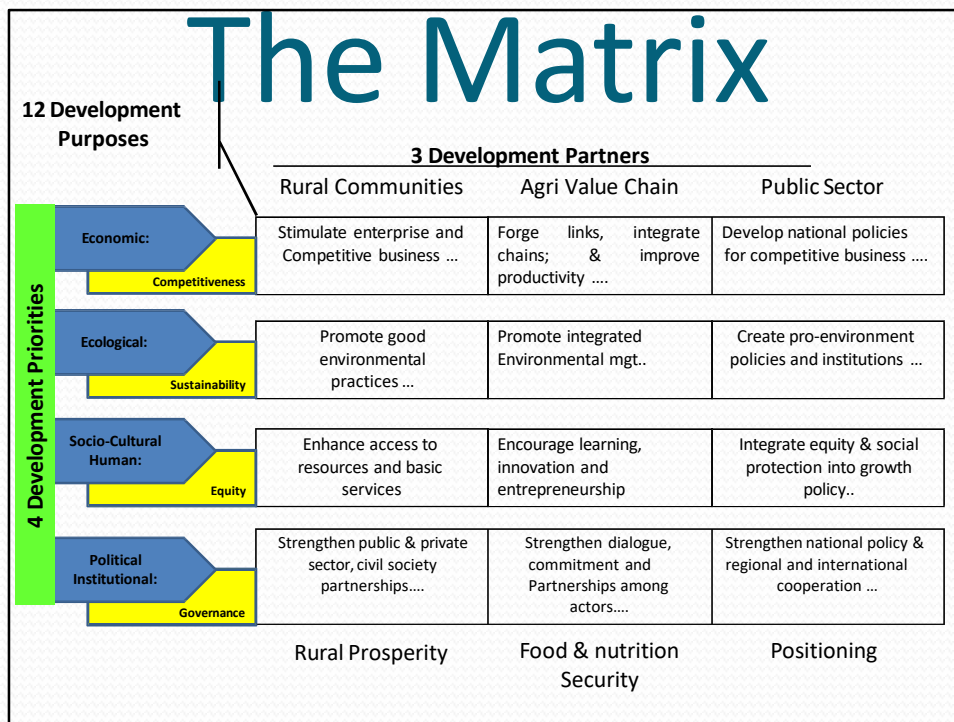 The Matrix
12 Development
Purposes
3 Development Partners
Rural Communities
Agri Value Chain
Public Sector
4 Development Priorities
Economic:
Competitiveness
Stimulate enterprise and
Competitive business ...
Forge links, integrate
chains; & improve
productivity ....
Develop national policies
for competitive business ....
Ecological:
Sustainability
Promote good
environmental
practices ...
Promote integrated
Environmental mgt..
Create pro-environment
policies and institutions ...
Socio-Cultural
Human:
Equity
Enhance access to
resources and basic
services
Encourage learning,
innovation and
entrepreneurship
Integrate equity & social
protection into growth
policy..
Political
Institutional:
Governance
Strengthen public & private
sector, civil society
partnerships....
Strengthen dialogue,
commitment and
Partnerships among
actors....
Strengthen national policy &
regional and international
cooperation ...
Rural Prosperity
Food & nutrition
Security
Positioning